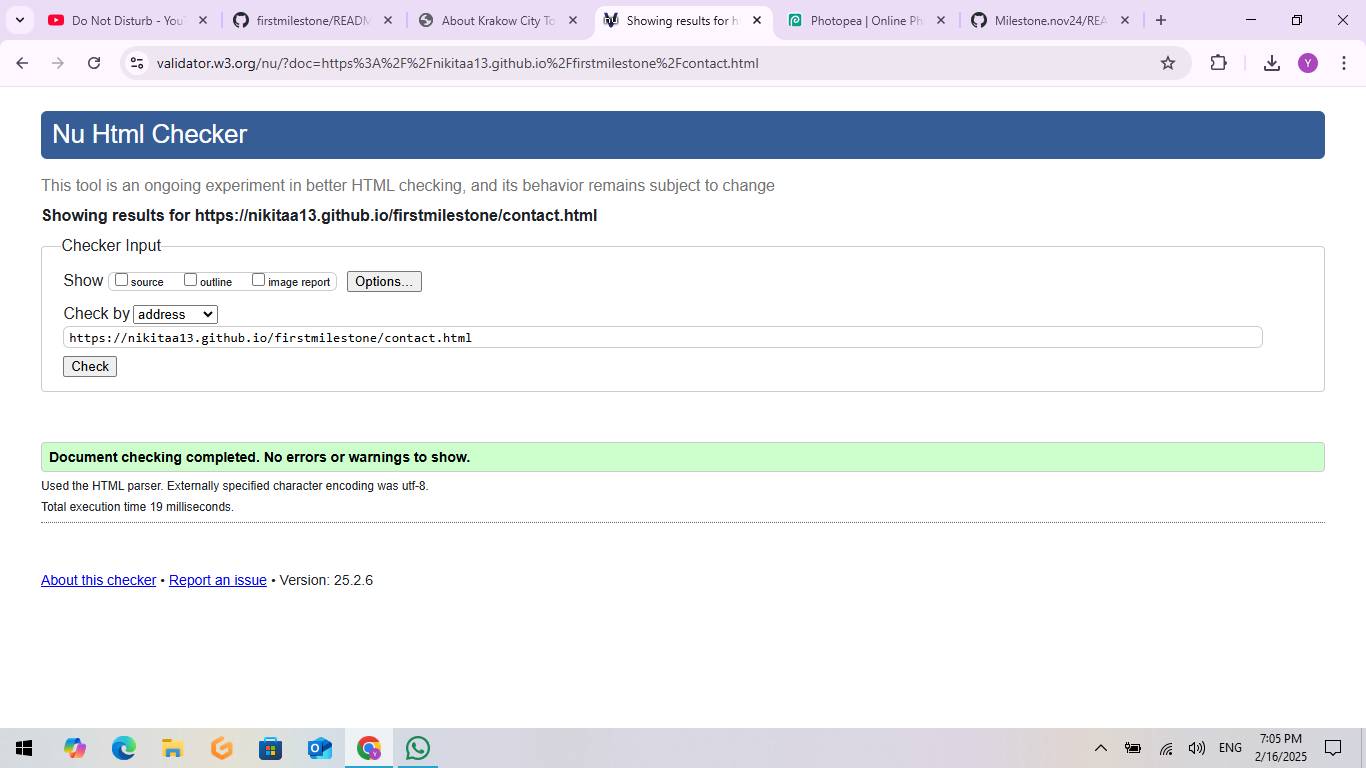 Do Not Disturb - You
firstmilestone/READM
About Krakow City To
Showing results for h
Photopea | Online Ph
Milestone.nov24/REA
validator.w3.org/nu/?doc=https%3A%2F%2Fnikitaa13.github.io%2Ffirstmilestone%2Fcontact.html
Y
Nu Html Checker
This tool is an ongoing experiment in better HTML checking, and its behavior remains subject to change
Showing results for https://nikitaa13.github.io/firstmilestone/contact.html
Checker Input
Show source outline image report Options...
Check by address
https://nikitaa13.github.io/firstmilestone/contact.html
Check
Document checking completed. No errors or warnings to show.
Used the HTML parser. Externally specified character encoding was utf-8.
Total execution time 19 milliseconds.
About this checker • Report an issue • Version: 25.2.6
ENG
7:05 PM
2/16/2025